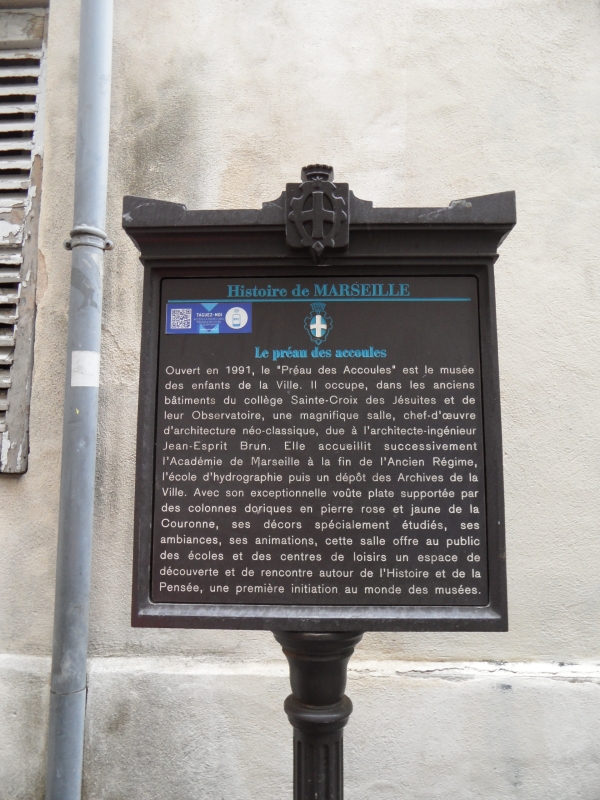 Histoire de MARSEILLE
TAGUEZ-MOI
Le préau des accoules
Ouvert en 1991, le "Préau des Accoules" est le musée
des enfants de la Ville. Il occupe, dans les anciens
bâtiments du collège Sainte-Croix des Jésuites et de
leur Observatoire, une magnifique salle, chef-d'œuvre
d'architecture néo-classique, due à l'architecte-ingénieur
Jean-Esprit Brun. Elle accueillit successivement
l'Académie de Marseille à la fin de l'Ancien Régime,
l'école d'hydrographie puis un dépôt des Archives de la
Ville. Avec son exceptionnelle voûte plate supportée par
des colonnes doriques en pierre rose et jaune de la
Couronne, ses décors spécialement étudiés, ses
ambiances, ses animations, cette salle offre au public
des écoles et des centres de loisirs un espace de
découverte et de rencontre autour de l'Histoire et de la
Pensée, une première initiation au monde des musées.